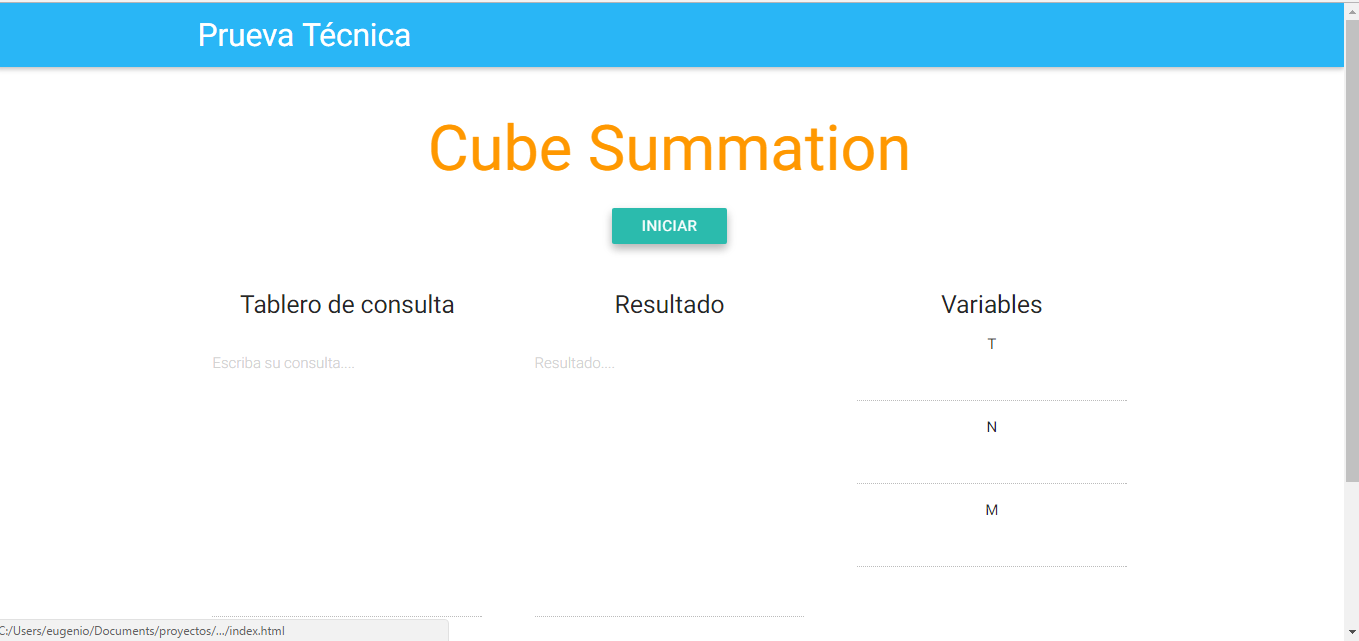 Prueva Técnica
Cube Summation
INICIAR
Tablero de consulta
Escriba su consulta....
Resultado
Resultado....
Variables
T
N
M
C:/Users/eugenio/Documents/proyectos/.../index.html